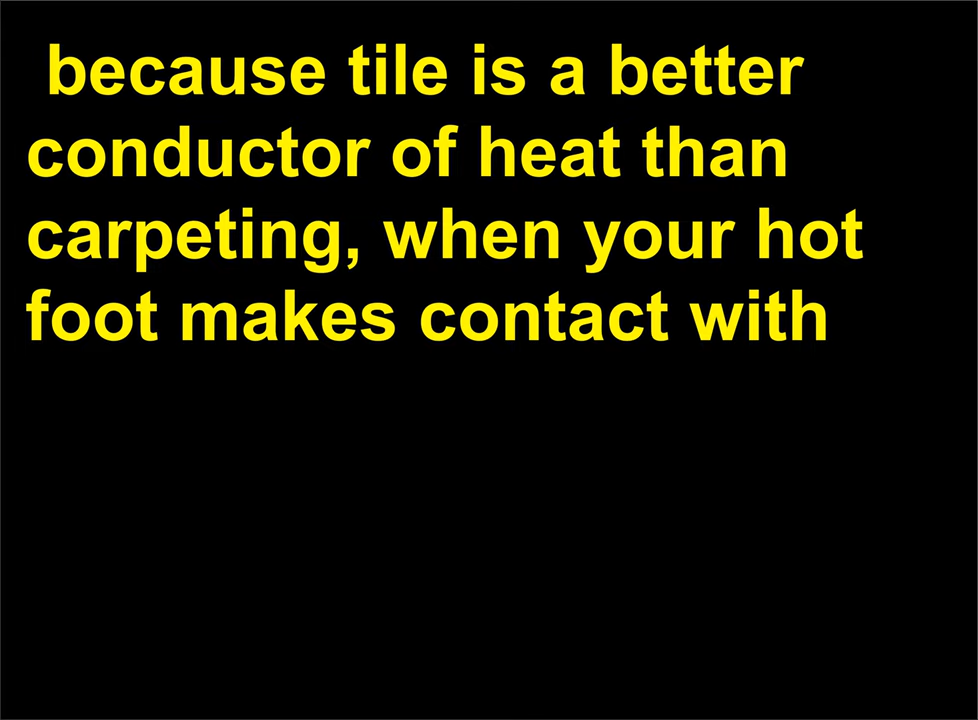 because tile is a better
conductor of heat than
carpeting, when your hot
foot makes contact with